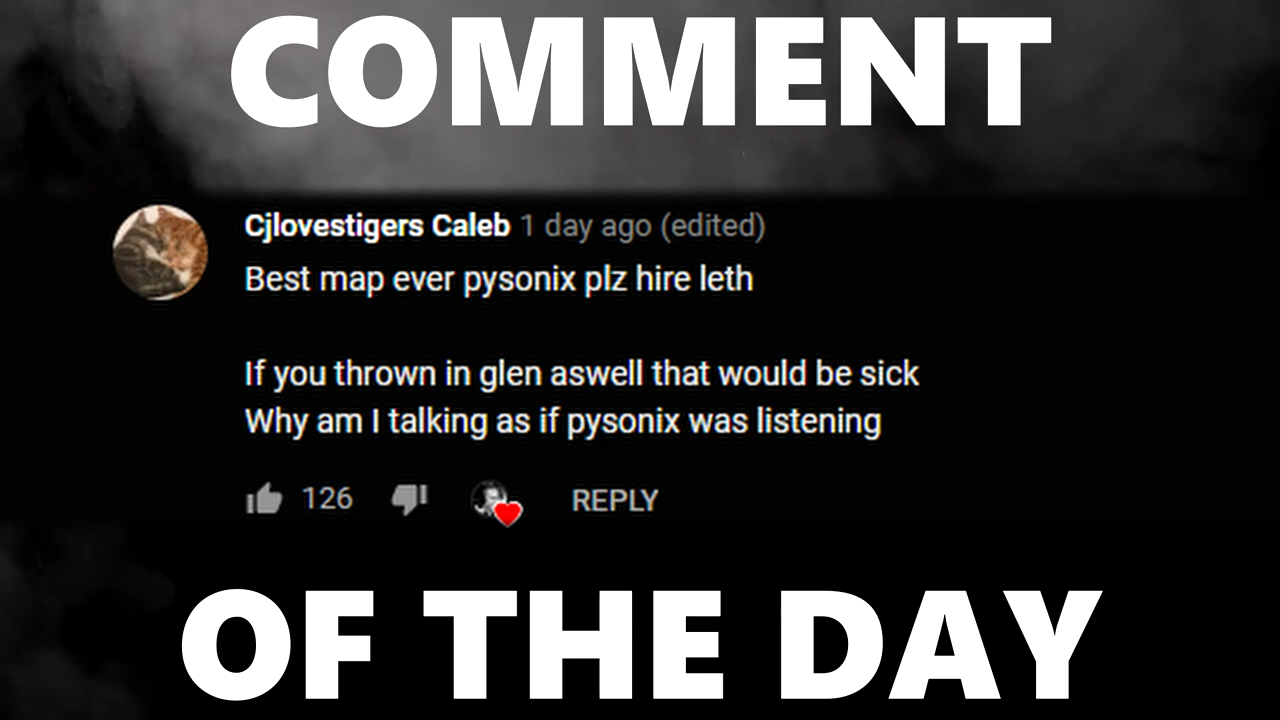 COMMENT
Cjlovestigers Caleb 1 day ago (edited)
Best map ever pysonix plz hire leth
If you thrown in glen aswell that would be sick
Why am I talking as if pysonix was listening
126 REPLY
OF THE DAY